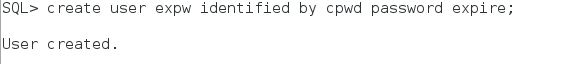 SQL> create user expw identified by cpwd password expire;
User created.